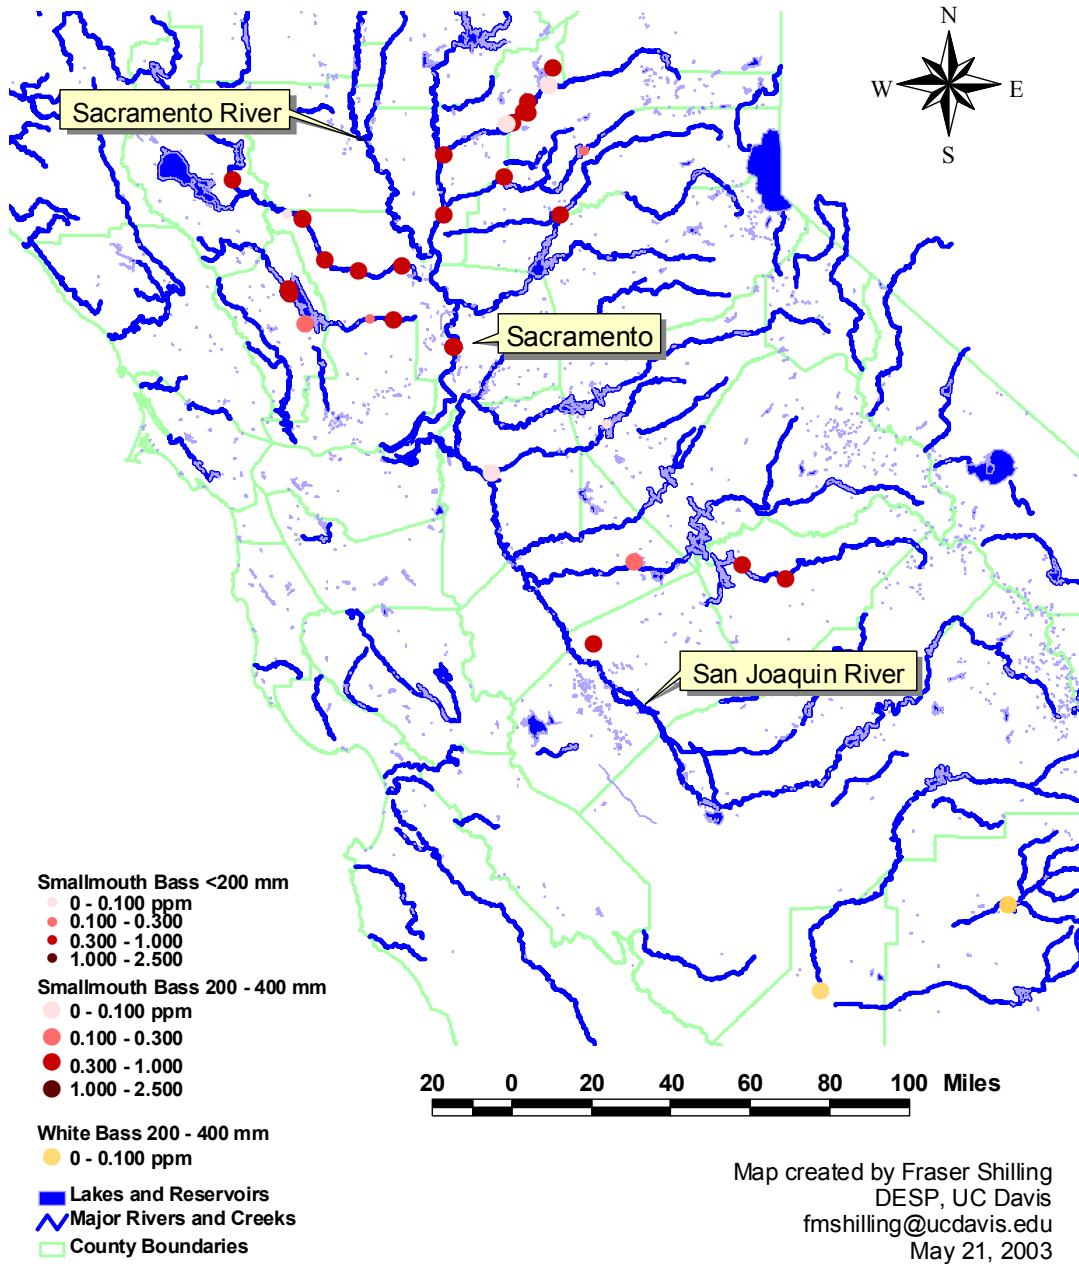 N
W
E
S
Sacramento River
Sacramento
San Joaquin River
Smallmouth Bass <200 mm
0 - 0.100 ppm
0.100 - 0.300
0.300 - 1.000
1.000 - 2.500
Smallmouth Bass 200 - 400 mm
0 - 0.100 ppm
0.100 - 0.300
0.300 - 1.000
1.000 - 2.500
White Bass 200 - 400 mm
0 - 0.100 ppm
Lakes and Reservoirs
Major Rivers and Creeks
County Boundaries
20 0 20 40 60 80 100 Miles
Map created by Fraser Shilling
DESP, UC Davis
fmshilling@ucdavis.edu
May 21, 2003